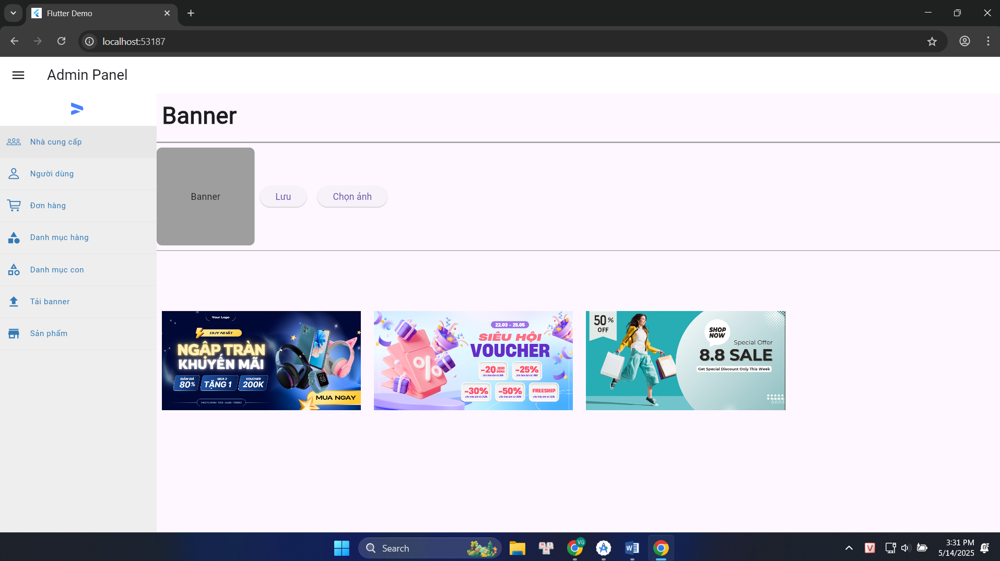 Flutter Demo
localhost:53187
Admin Panel
Banner
Nhà cung cấp
Người dùng
Đơn hàng
Danh mục hàng
Danh mục con
Tải banner
Sản phẩm
Banner
Lưu
Chọn ảnh
Your Logo
DUY NHẤT
NGẬP TRÀN
KHUYẾN MÃI
GIẢM GIÁ
80%
MUA 2
TẶNG 1
VOUCHER
200K
MUA NGAY
HOTLINE: 123-456-7890
22.03 - 25.05
SIÊU HỘI
VOUCHER
-20.000 ĐỒNG
-25%
-30%
-50%
FREESHIP
50% OFF
SHOP NOW
Special Offer
8.8 SALE
Get Special Discount Only This Week
Search
Vũ
3:31 PM
5/14/2025